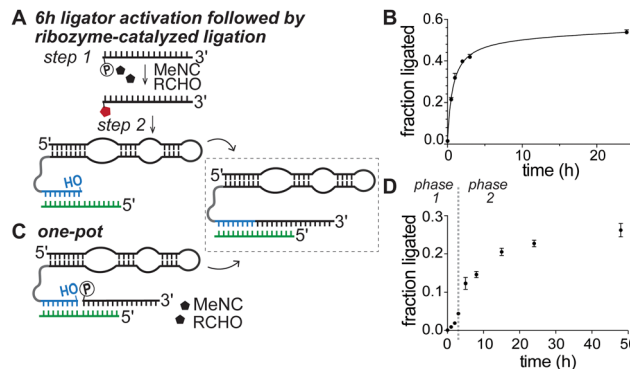 A 6h ligator activation followed by
ribozyme-catalyzed ligation
step 1
3'
P
MeNC
RCHO
3'
step 2
5'
HO
5'
5'
3'
5'
C one-pot
5'
HO P
3'
5'
MeNC
RCHO
B
fraction ligated
0.6
0.4
0.2
0.0
0 10 20
time (h)
D
phase 1
phase 2
fraction ligated
0.3
0.2
0.1
0.0
0 10 20 30 40 50
time (h)